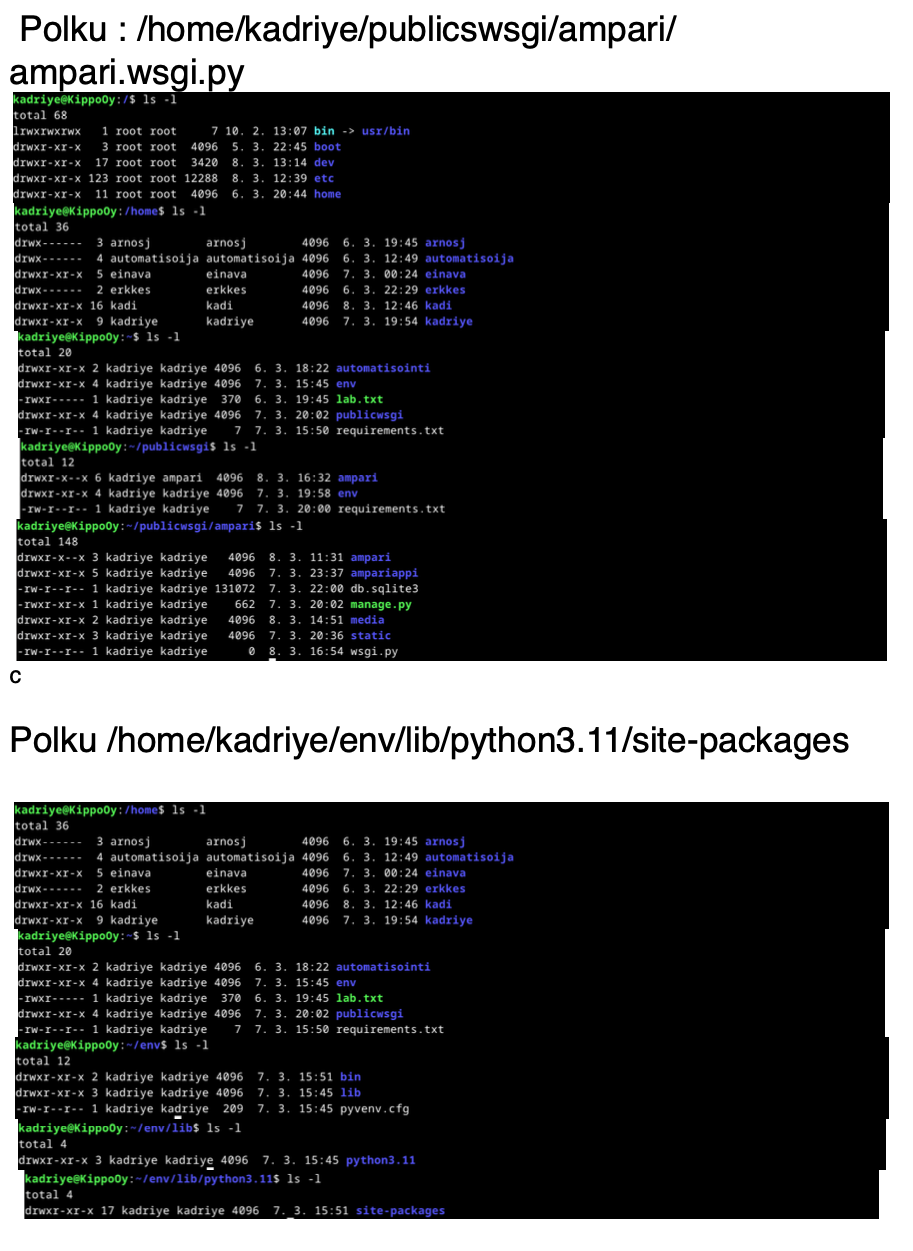 Polku : /home/kadriye/publicswsgi/ampari/
ampari.wsgi.py
kadriye@KippoOy:/$ ls -l
total 68
lrwxrwxrwx   1 root root     7 10. 2. 13:07 bin -> usr/bin
drwxr-xr-x   3 root root  4096  5. 3. 22:45 boot
drwxr-xr-x  17 root root  3420  8. 3. 13:14 dev
drwxr-xr-x 123 root root 12288  8. 3. 12:39 etc
drwxr-xr-x  11 root root  4096  6. 3. 20:44 home
kadriye@KippoOy:/home$ ls -l
total 36
drwx------  3 arnosj        arnosj        4096  6. 3. 19:45 arnosj
drwx------  4 automatisoija automatisoija 4096  6. 3. 12:49 automatisoija
drwxr-xr-x  5 einava        einava        4096  7. 3. 00:24 einava
drwx------  2 erkkes        erkkes        4096  6. 3. 22:29 erkkes
drwxr-xr-x 16 kadi          kadi          4096  8. 3. 12:46 kadi
drwxr-xr-x  9 kadriye       kadriye       4096  7. 3. 19:54 kadriye
kadriye@KippoOy:~$ ls -l
total 20
drwxr-xr-x 2 kadriye kadriye 4096  6. 3. 18:22 automatisointi
drwxr-xr-x 4 kadriye kadriye 4096  7. 3. 15:45 env
-rwxr----- 1 kadriye kadriye  370  6. 3. 19:45 lab.txt
drwxr-xr-x 4 kadriye kadriye 4096  7. 3. 20:02 publicwsgi
-rw-r--r-- 1 kadriye kadriye    7  7. 3. 15:50 requirements.txt
kadriye@KippoOy:~/publicwsgi$ ls -l
total 12
drwxr-x--x 6 kadriye ampari  4096  8. 3. 16:32 ampari
drwxr-xr-x 4 kadriye kadriye 4096  7. 3. 19:58 env
-rw-r--r-- 1 kadriye kadriye    7  7. 3. 20:00 requirements.txt
kadriye@KippoOy:~/publicwsgi/ampari$ ls -l
total 148
drwxr-x--x 3 kadriye kadriye   4096  8. 3. 11:31 ampari
drwxr-xr-x 5 kadriye kadriye   4096  7. 3. 23:37 ampariappi
-rw-r--r-- 1 kadriye kadriye 131072  7. 3. 22:00 db.sqlite3
-rwxr-xr-x 1 kadriye kadriye    662  7. 3. 20:02 manage.py
drwxr-xr-x 2 kadriye kadriye   4096  8. 3. 14:51 media
drwxr-xr-x 3 kadriye kadriye   4096  7. 3. 20:36 static
-rw-r--r-- 1 kadriye kadriye      0  8. 3. 16:54 wsgi.py
c
Polku /home/kadriye/env/lib/python3.11/site-packages
kadriye@KippoOy:/home$ ls -l
total 36
drwx------  3 arnosj        arnosj        4096  6. 3. 19:45 arnosj
drwx------  4 automatisoija automatisoija 4096  6. 3. 12:49 automatisoija
drwxr-xr-x  5 einava        einava        4096  7. 3. 00:24 einava
drwx------  2 erkkes        erkkes        4096  6. 3. 22:29 erkkes
drwxr-xr-x 16 kadi          kadi          4096  8. 3. 12:46 kadi
drwxr-xr-x  9 kadriye       kadriye       4096  7. 3. 19:54 kadriye
kadriye@KippoOy:~$ ls -l
total 20
drwxr-xr-x 2 kadriye kadriye 4096  6. 3. 18:22 automatisointi
drwxr-xr-x 4 kadriye kadriye 4096  7. 3. 15:45 env
-rwxr----- 1 kadriye kadriye  370  6. 3. 19:45 lab.txt
drwxr-xr-x 4 kadriye kadriye 4096  7. 3. 20:02 publicwsgi
-rw-r--r-- 1 kadriye kadriye    7  7. 3. 15:50 requirements.txt
kadriye@KippoOy:~/env$ ls -l
total 12
drwxr-xr-x 2 kadriye kadriye 4096  7. 3. 15:51 bin
drwxr-xr-x 3 kadriye kadriye 4096  7. 3. 15:45 lib
-rw-r--r-- 1 kadriye kadriye  209  7. 3. 15:45 pyvenv.cfg
kadriye@KippoOy:~/env/lib$ ls -l
total 4
drwxr-xr-x 3 kadriye kadriye 4096  7. 3. 15:45 python3.11
kadriye@KippoOy:~/env/lib/python3.11$ ls -l
total 4
drwxr-xr-x 17 kadriye kadriye 4096  7. 3. 15:51 site-packages